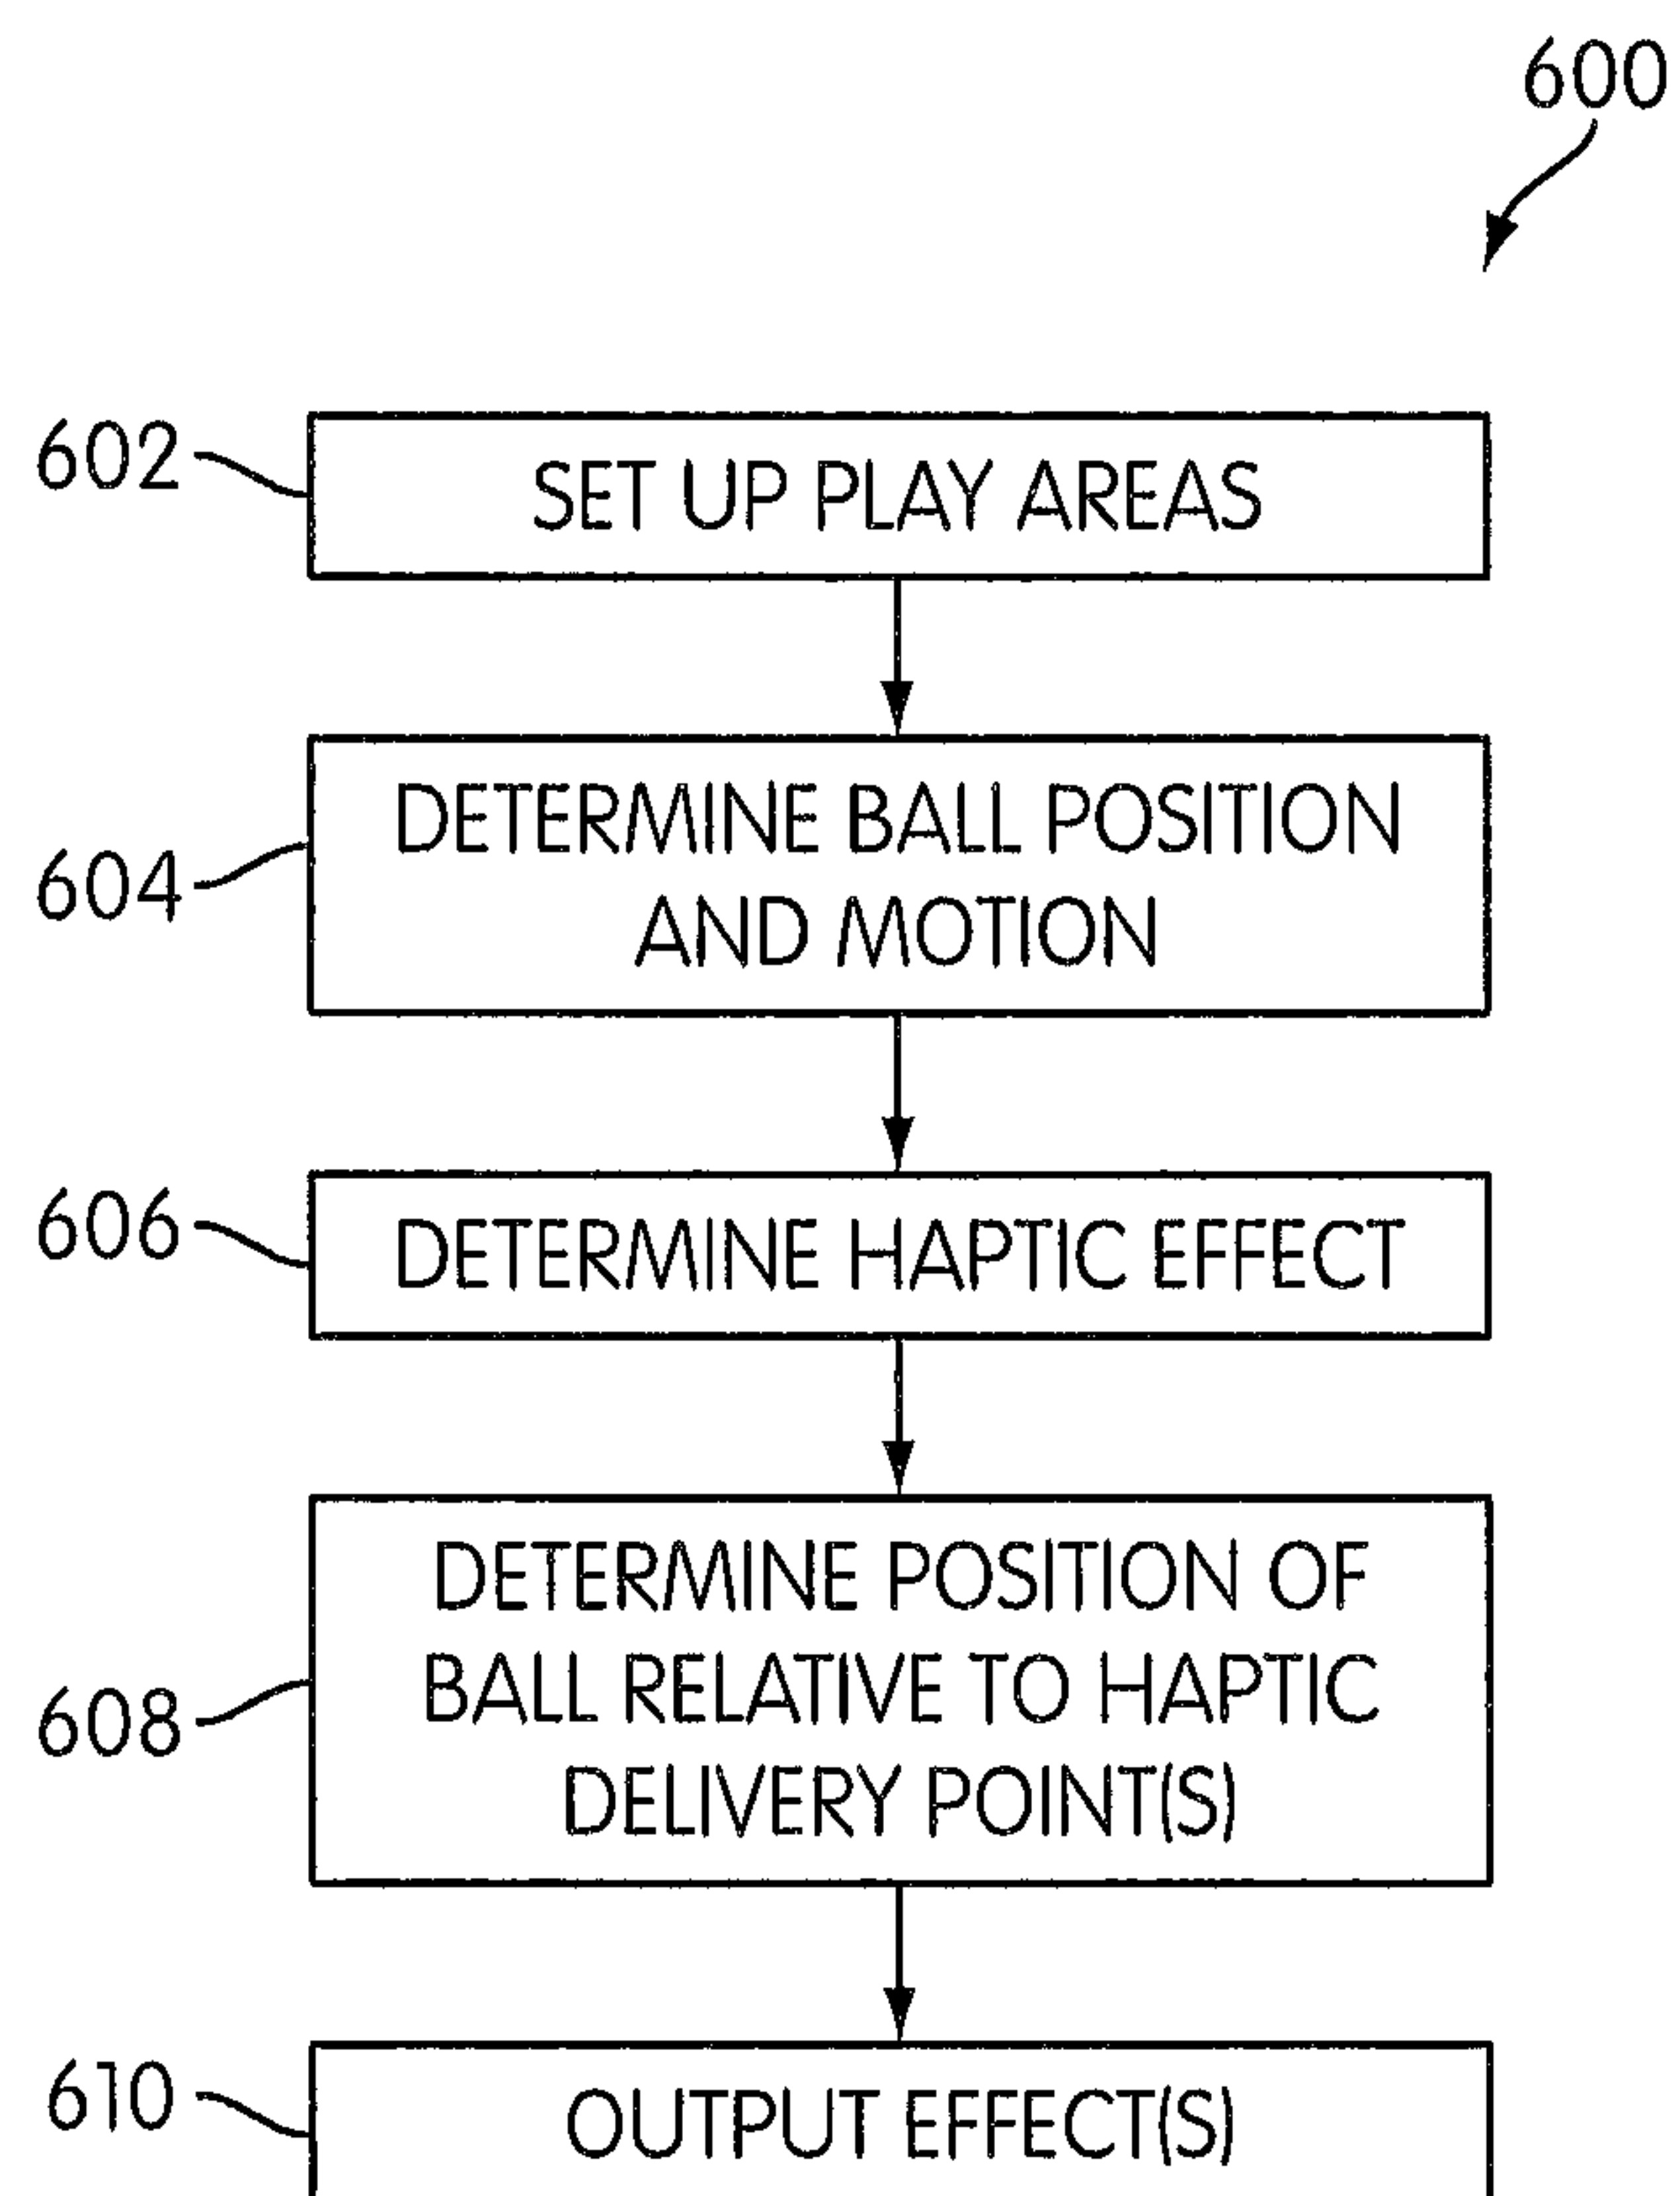 600
602
SET UP PLAY AREAS
604
DETERMINE BALL POSITION
AND MOTION
606
DETERMINE HAPTIC EFFECT
608
DETERMINE POSITION OF
BALL RELATIVE TO HAPTIC
DELIVERY POINT(S)
610
OUTPUT EFFECT(S)